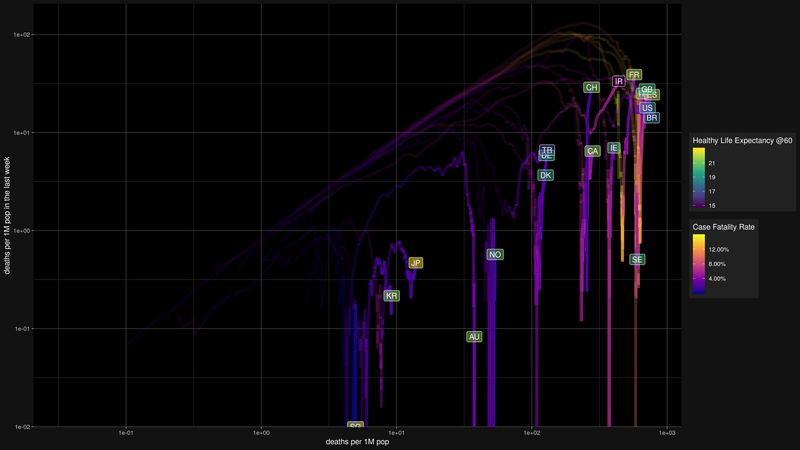 1e+02
1e+01
1e+00
1e-01
1e-02
deaths per 1M pop in the last week
FR
IR
CH
GB
ES
US
BR
TR
DE
CA
IE
DK
NO
SE
JP
KR
AU
1e-01
1e+00
1e+01
1e+02
1e+03
deaths per 1M pop
Healthy Life Expectancy @60
21
19
17
15
Case Fatality Rate
12.00%
8.00%
4.00%